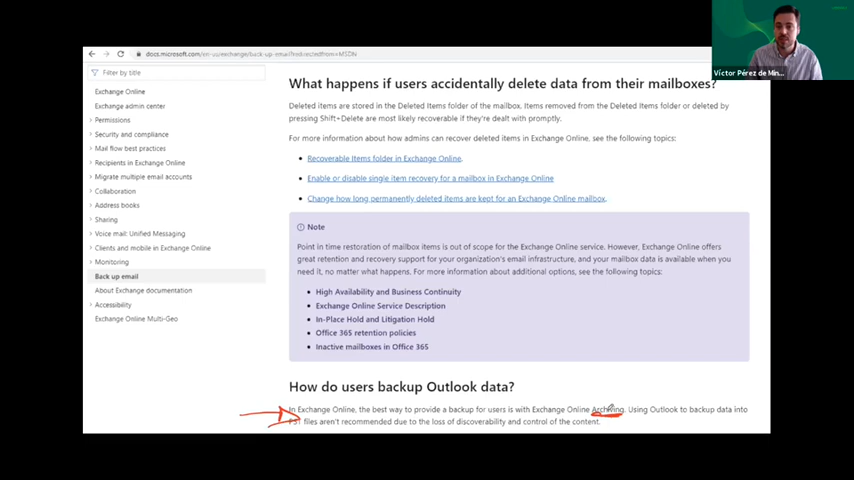 Víctor Pérez de Min...
docs.microsoft.com/en-us/exchange/back-up-email?redirectedfrom=MSDN
Filter by title
Exchange Online
Exchange admin center
Permissions
Security and compliance
Mail flow best practices
Recipients in Exchange Online
Migrate multiple email accounts
Collaboration
Address books
Sharing
Voice mail: Unified Messaging
Clients and mobile in Exchange Online
Monitoring
Back up email
About Exchange documentation
Accessibility
Exchange Online Multi-Geo
What happens if users accidentally delete data from their mailboxes?
Deleted items are stored in the Deleted Items folder of the mailbox. Items removed from the Deleted Items folder or deleted by
pressing Shift+Delete are most likely recoverable if they're dealt with promptly.
For more information about how admins can recover deleted items in Exchange Online, see the following topics:
Recoverable Items folder in Exchange Online.
Enable or disable single item recovery for a mailbox in Exchange Online
Change how long permanently deleted items are kept for an Exchange Online mailbox.
Note
Point in time restoration of mailbox items is out of scope for the Exchange Online service. However, Exchange Online offers
great retention and recovery support for your organization's email infrastructure, and your mailbox data is available when you
need it, no matter what happens. For more information about additional options, see the following topics:
High Availability and Business Continuity
Exchange Online Service Description
In-Place Hold and Litigation Hold
Office 365 retention policies
Inactive mailboxes in Office 365
How do users backup Outlook data?
In Exchange Online, the best way to provide a backup for users is with Exchange Online Archiving. Using Outlook to backup data into
PST files aren't recommended due to the loss of discoverability and control of the content.